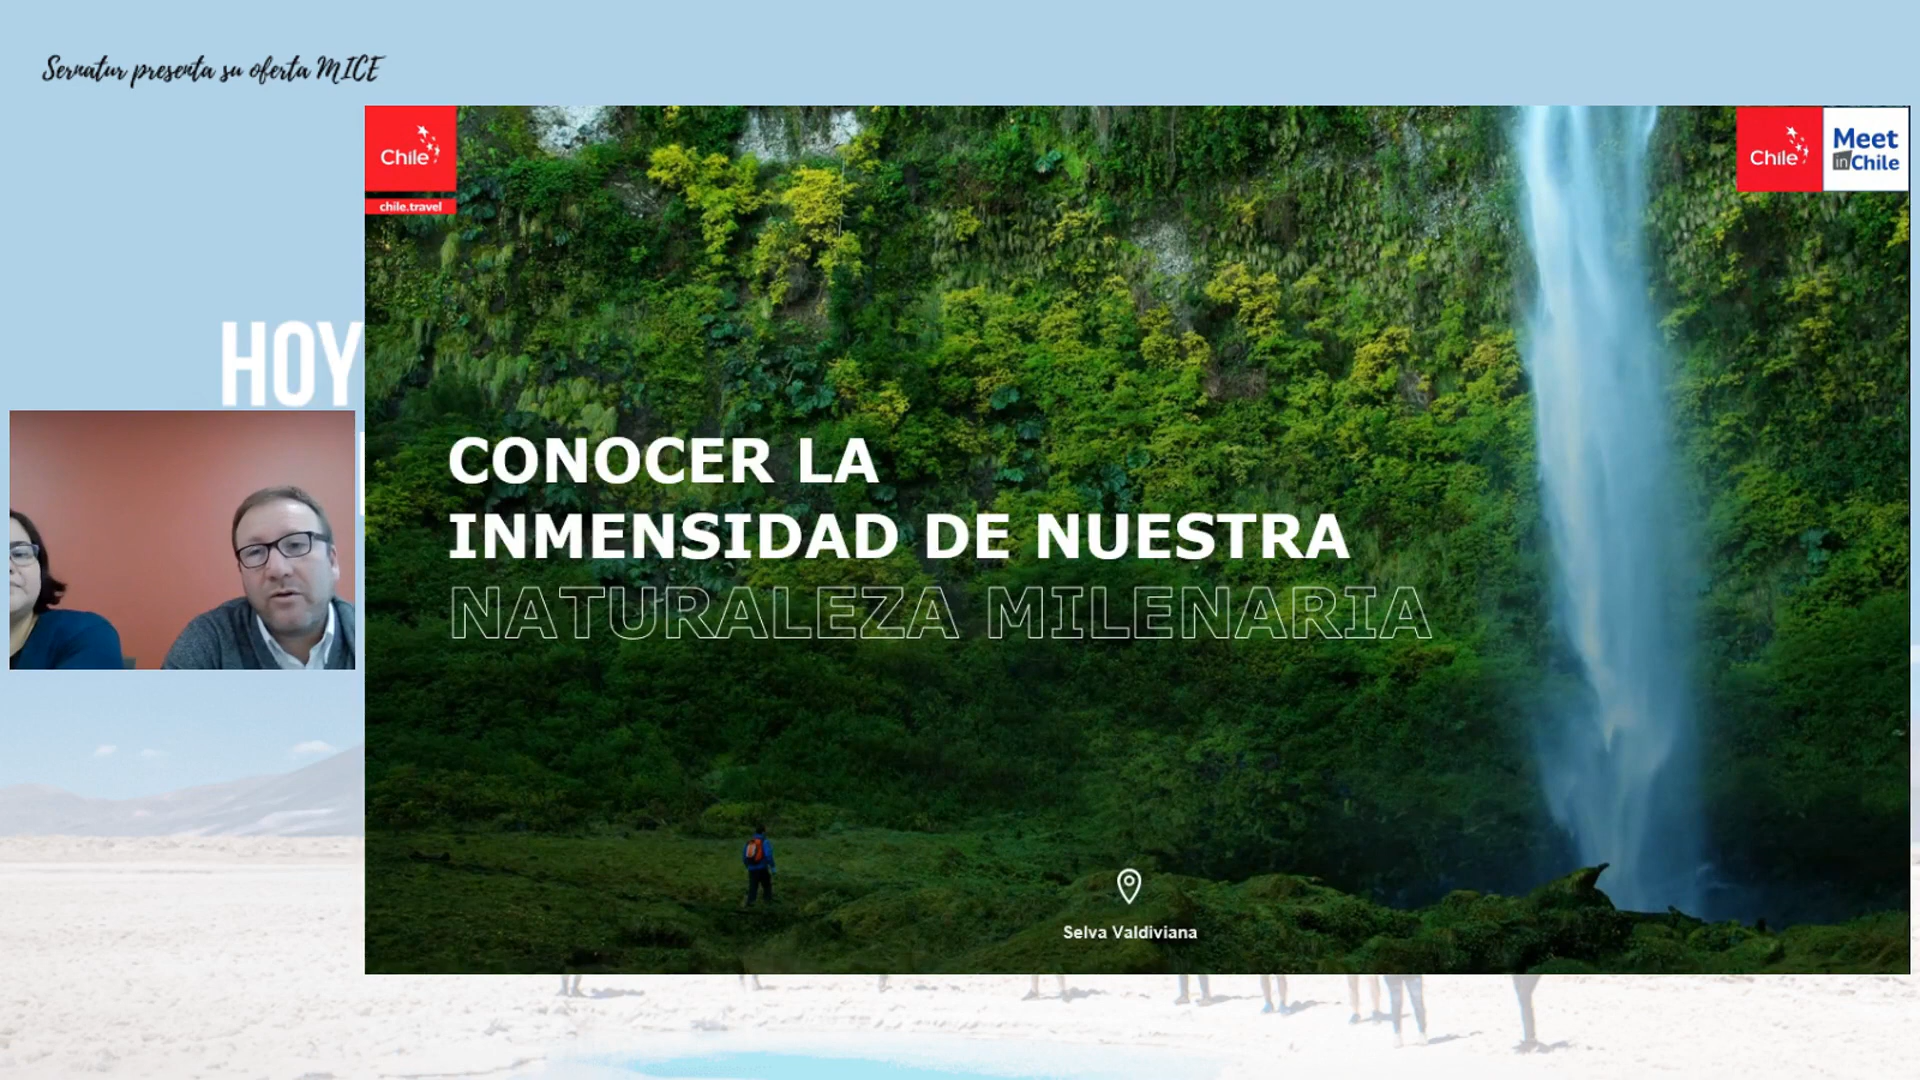 Sernatur presenta su oferta MICE
Chile
chile.travel
Chile
Meet
in Chile
HOY
CONOCER LA
INMENSIDAD DE NUESTRA
NATURALEZA MILENARIA
Selva Valdiviana